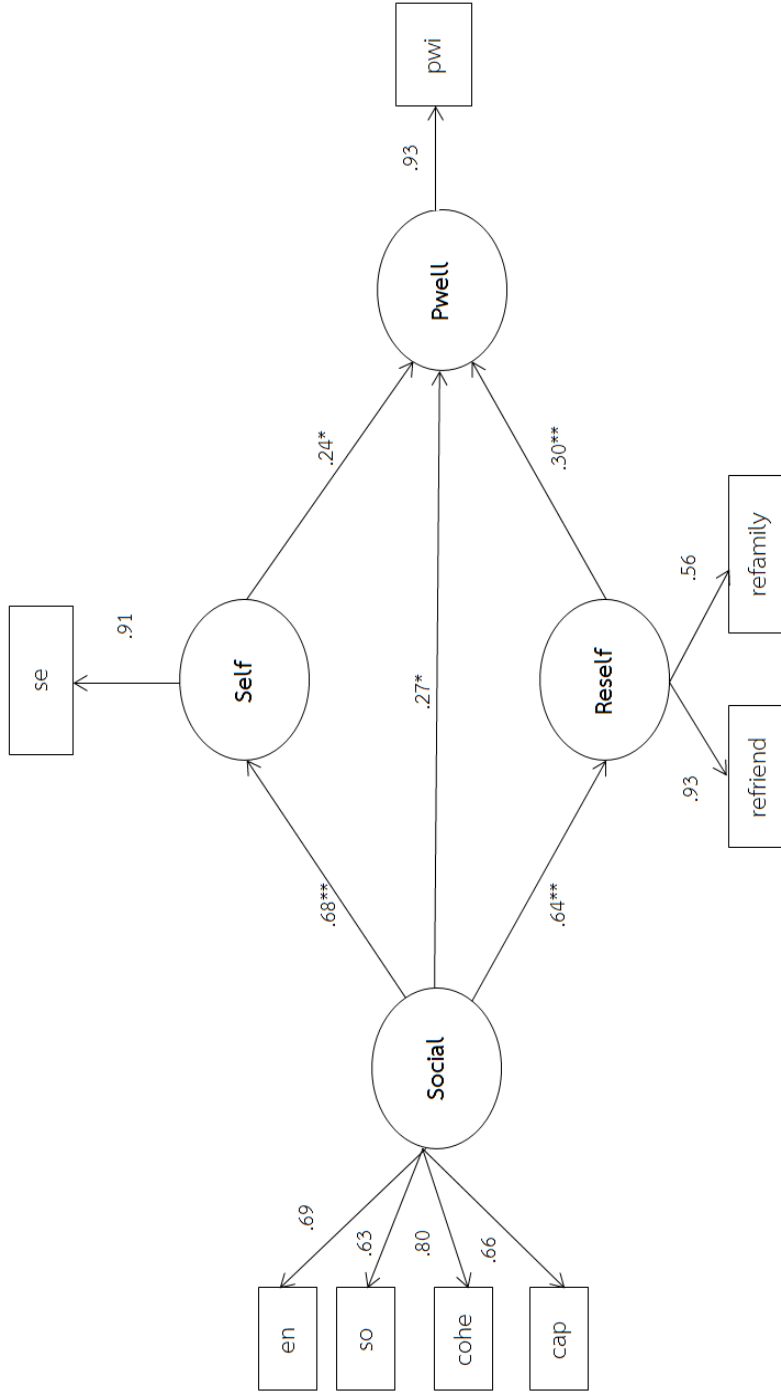 se
.91
Self
.68**
.24*
en
so
cohe
cap
.69
.63
.80
.66
Social
.27*
Pwell
.93
pwi
.64**
.30**
Reself
.93
.56
refriend
refamily